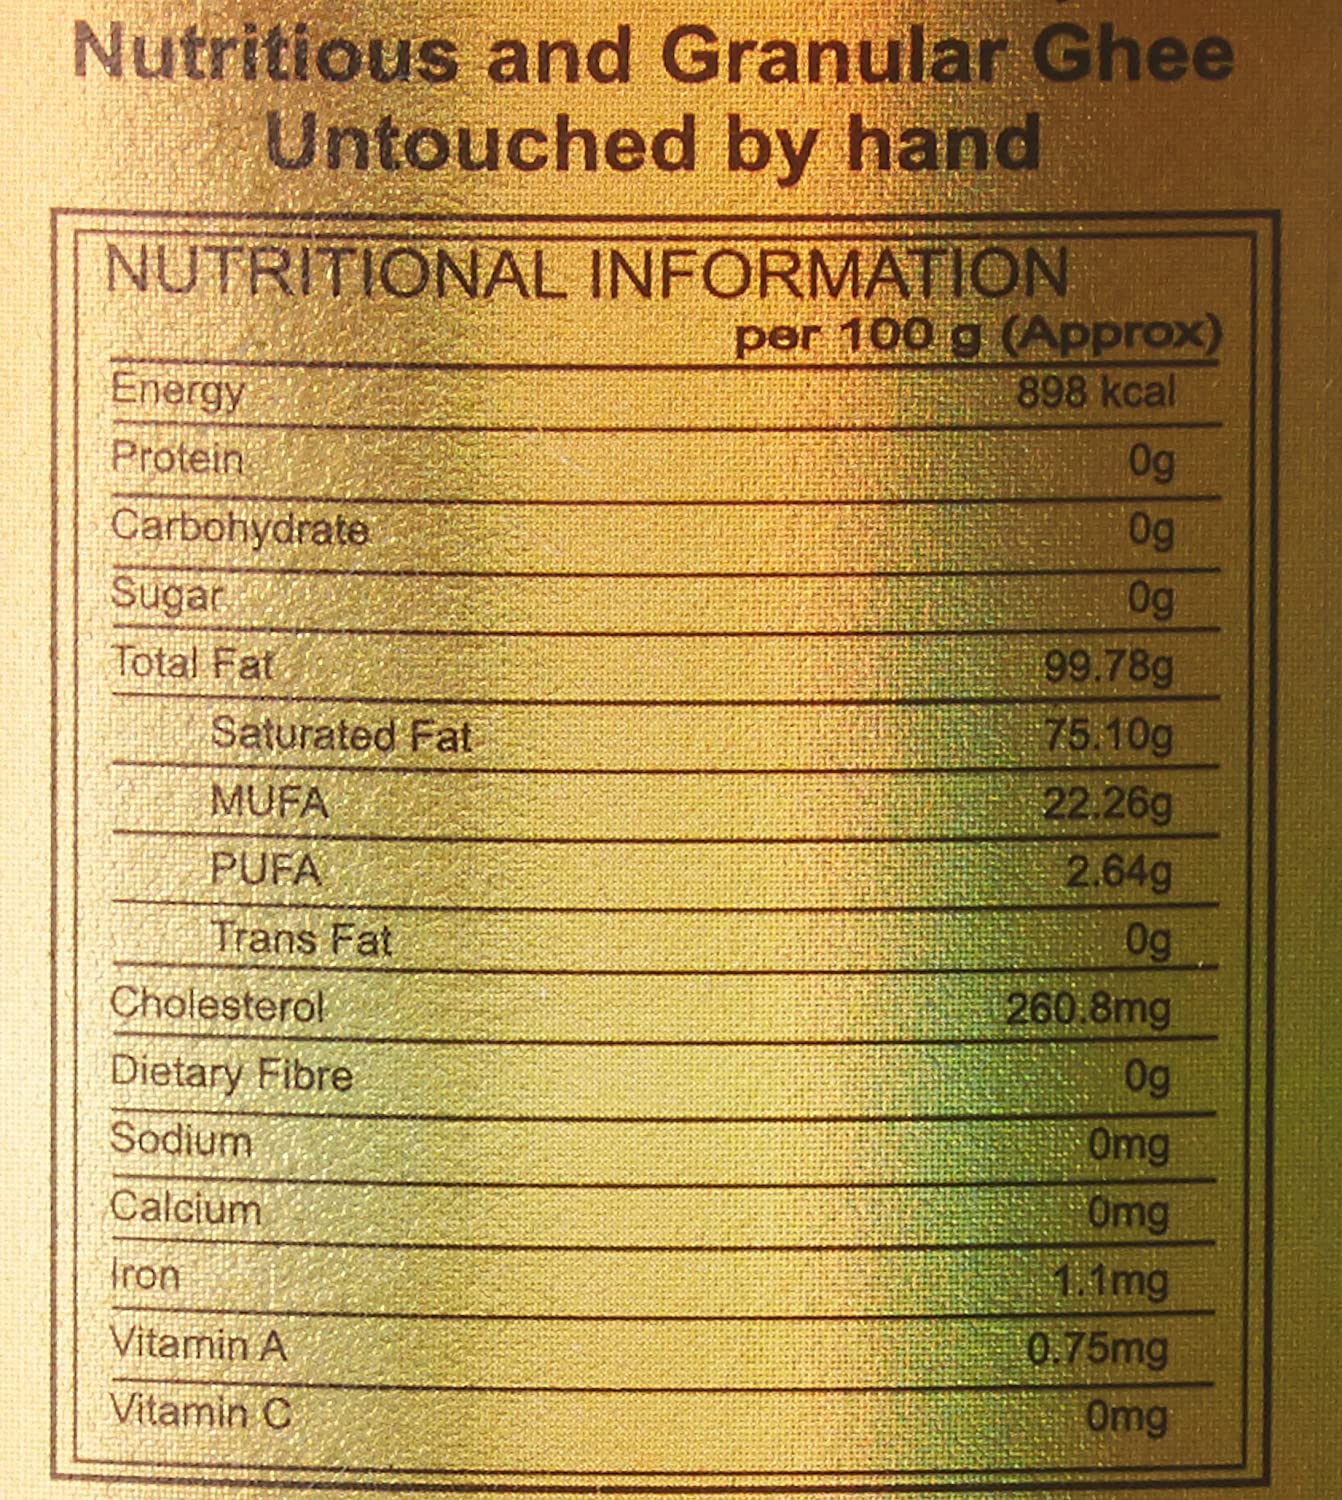 Nutritious and Granular Ghee
Untouched by hand
NUTRITIONAL INFORMATION
per 100 g (Approx)
Energy 898 kcal
Protein 0g
Carbohydrate 0g
Sugar 0g
Total Fat 99.78g
Saturated Fat 75.10g
MUFA 22.26g
PUFA 2.64g
Trans Fat 0g
Cholesterol 260.8mg
Dietary Fibre 0g
Sodium 0mg
Calcium 0mg
Iron 1.1mg
Vitamin A 0.75mg
Vitamin C 0mg